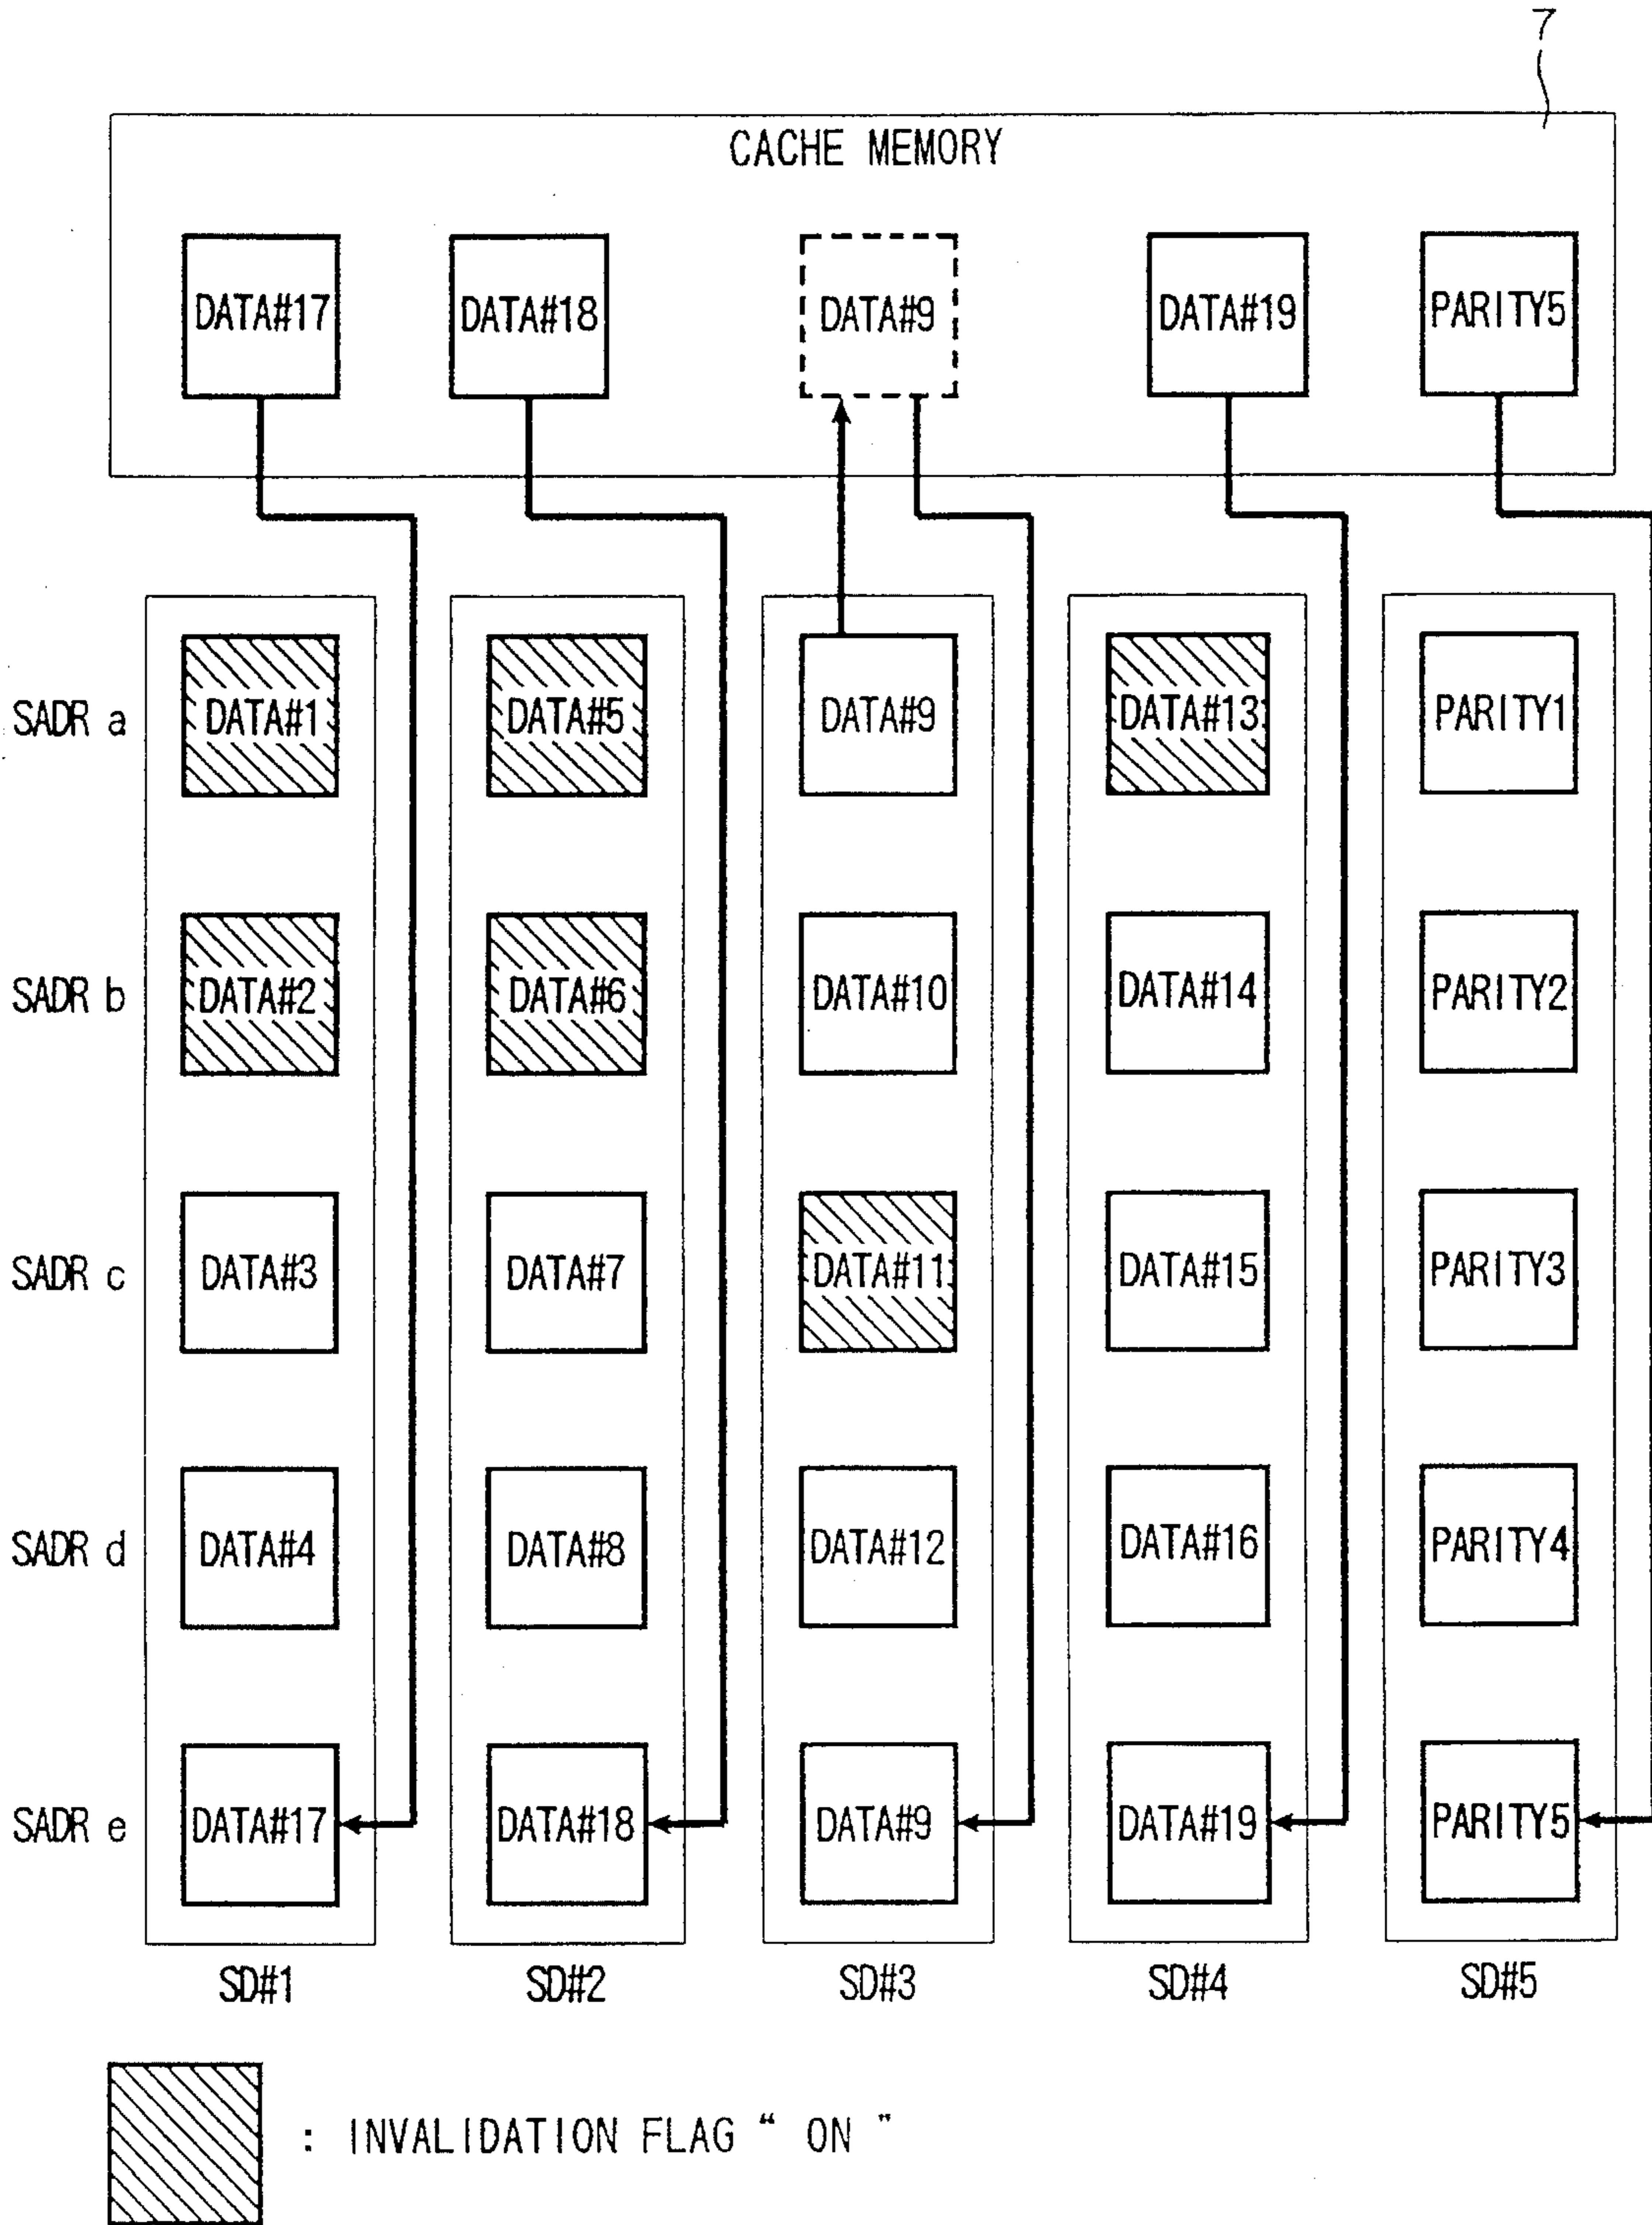 7
CACHE MEMORY
DATA#17 DATA#18 DATA#9 DATA#19 PARITY5
SADR a DATA#1 DATA#5 DATA#9 DATA#13 PARITY1
SADR b DATA#2 DATA#6 DATA#10 DATA#14 PARITY2
SADR c DATA#3 DATA#7 DATA#11 DATA#15 PARITY3
SADR d DATA#4 DATA#8 DATA#12 DATA#16 PARITY4
SADR e DATA#17 DATA#18 DATA#9 DATA#19 PARITY5
SD#1 SD#2 SD#3 SD#4 SD#5
: INVALIDATION FLAG “ ON ”